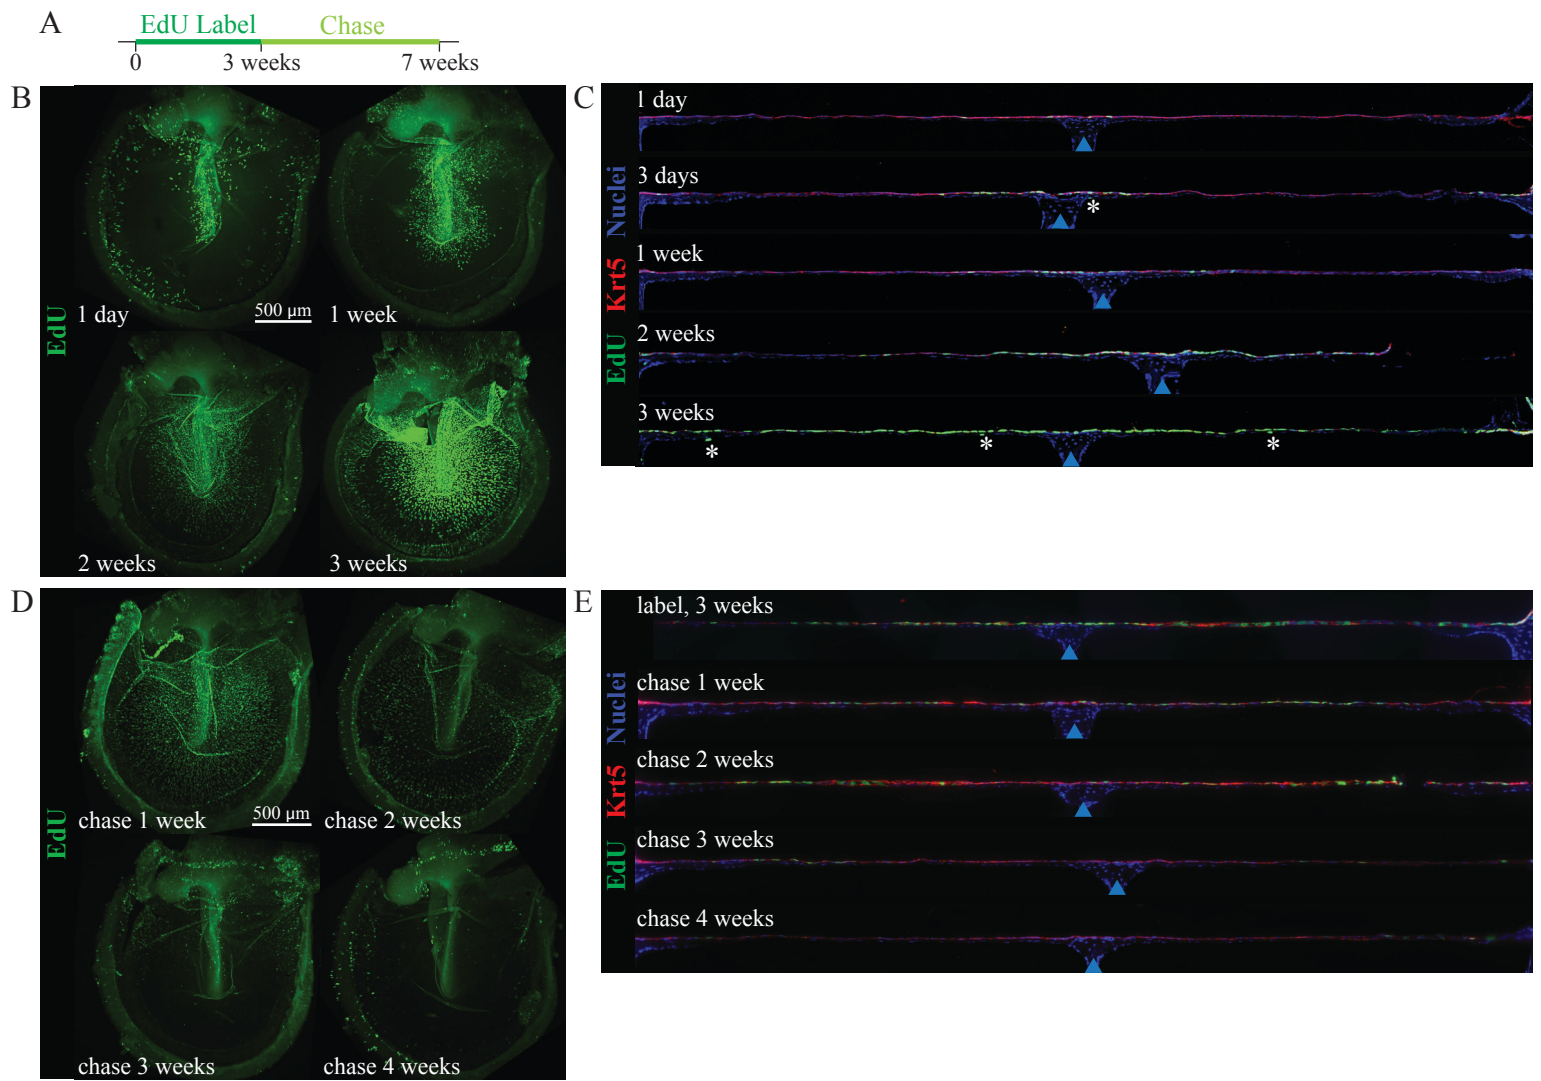 A
EdU Label Chase
0 3 weeks 7 weeks
B
EdU
1 day
500 µm
1 week
2 weeks
3 weeks
C
Nuclei
Krt5
EdU
1 day
3 days
*
1 week
2 weeks
3 weeks
* * *
D
EdU
chase 1 week
500 µm
chase 2 weeks
chase 3 weeks
chase 4 weeks
E
Nuclei
Krt5
EdU
label, 3 weeks
chase 1 week
chase 2 weeks
chase 3 weeks
chase 4 weeks